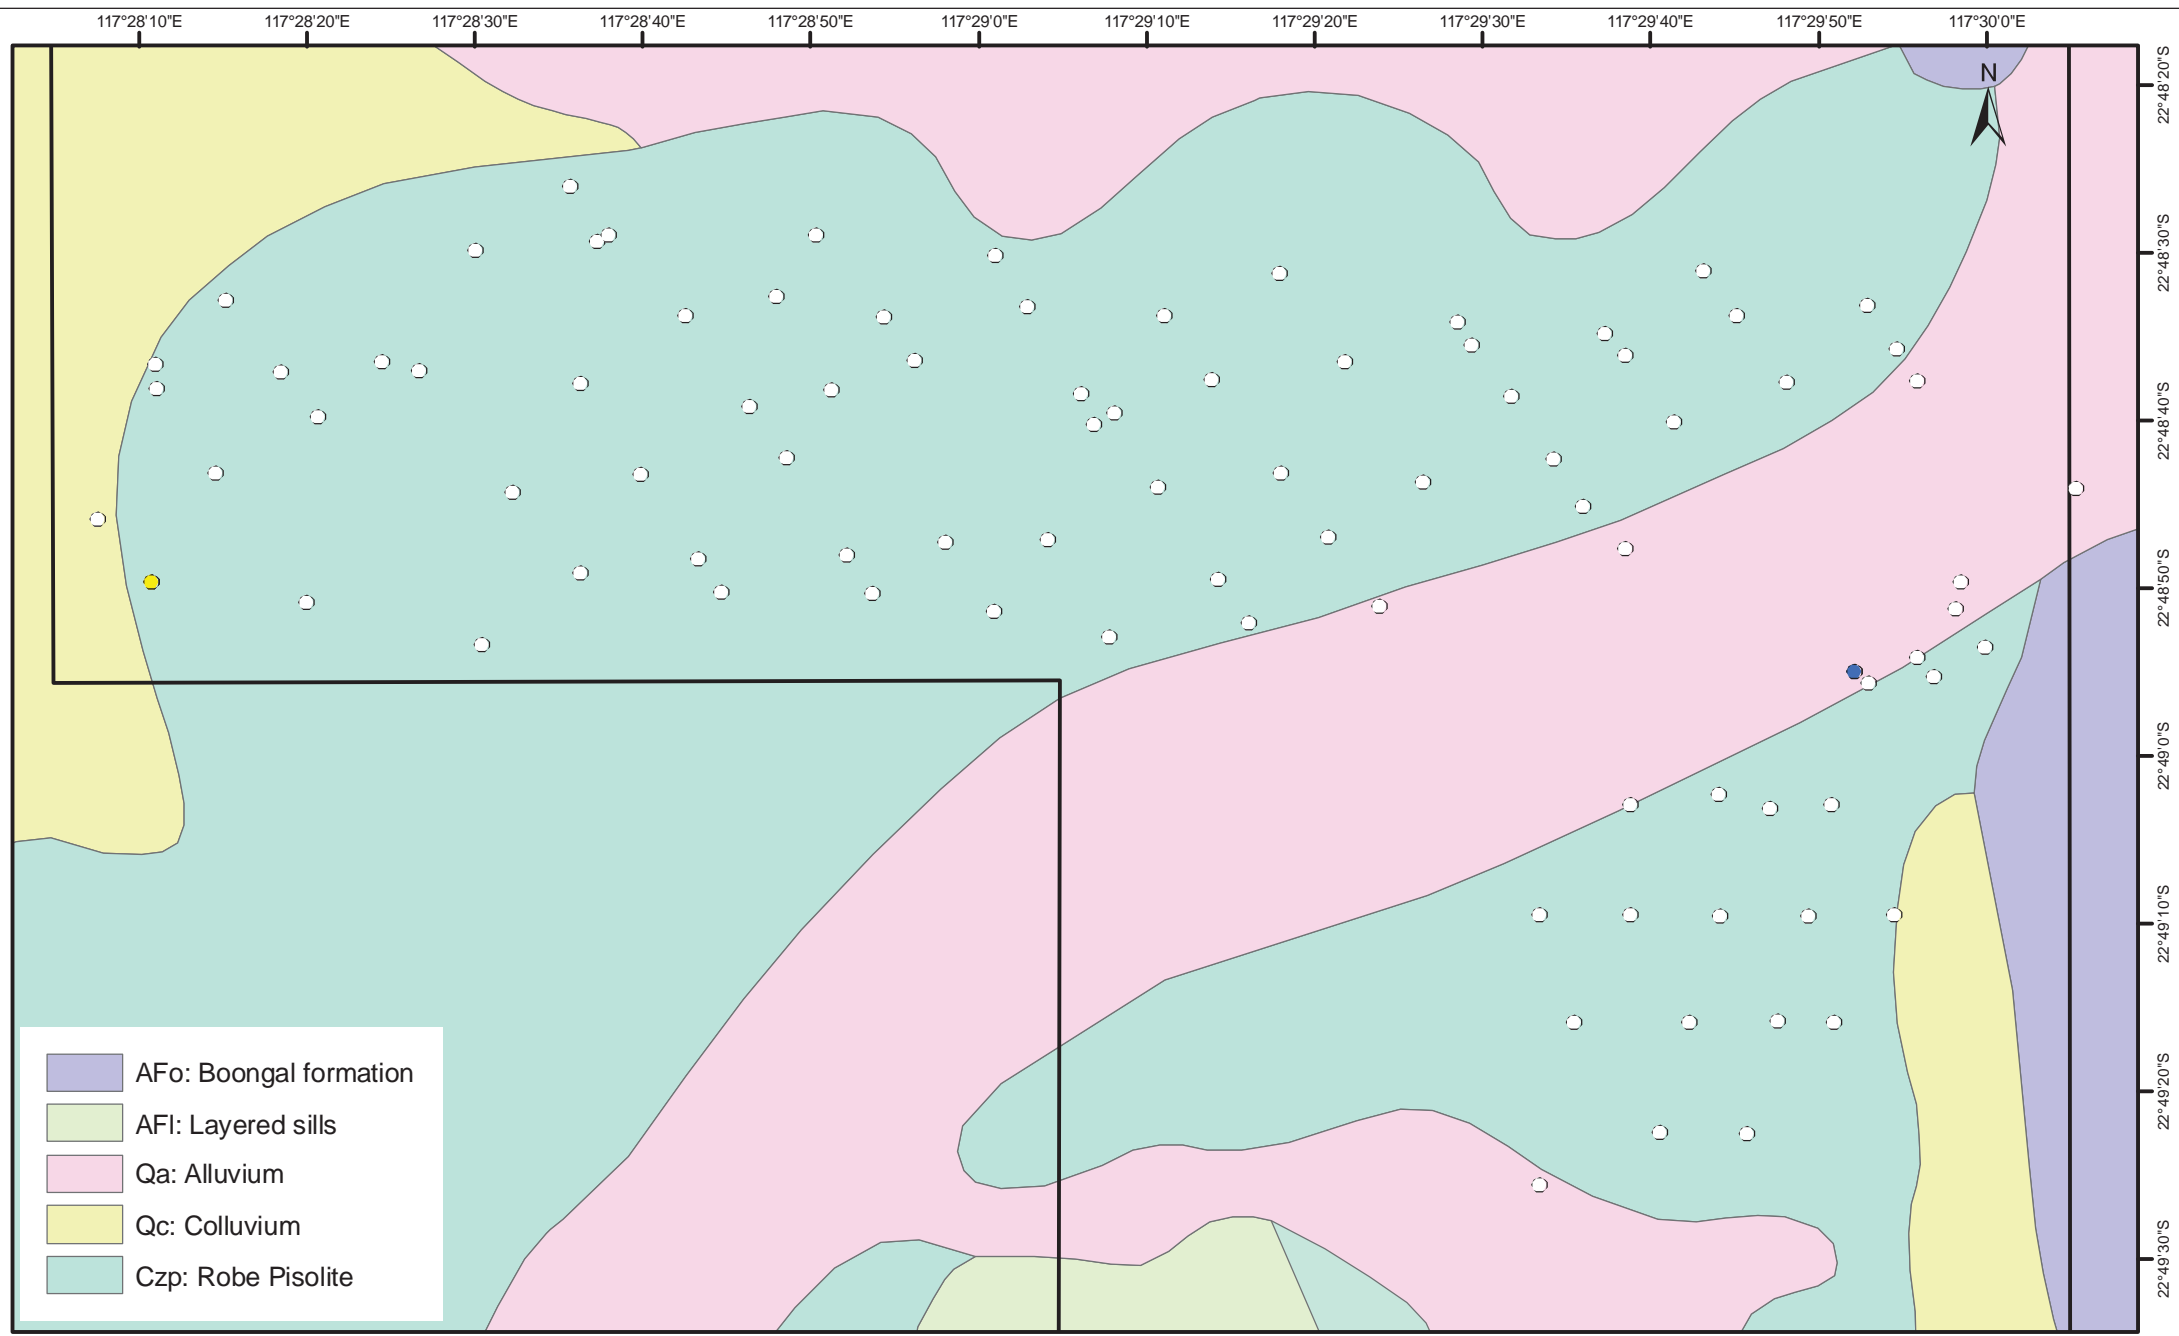 117°28'10"E 117°28'20"E 117°28'30"E 117°28'40"E 117°28'50"E 117°29'0"E 117°29'10"E 117°29'20"E 117°29'30"E 117°29'40"E 117°29'50"E 117°30'0"E
N
22°48'20"S
22°48'30"S
22°48'40"S
22°48'50"S
22°49'0"S
22°49'10"S
22°49'20"S
22°49'30"S
AFo: Boongal formation
AFl: Layered sills
Qa: Alluvium
Qc: Colluvium
Czp: Robe Pisolite